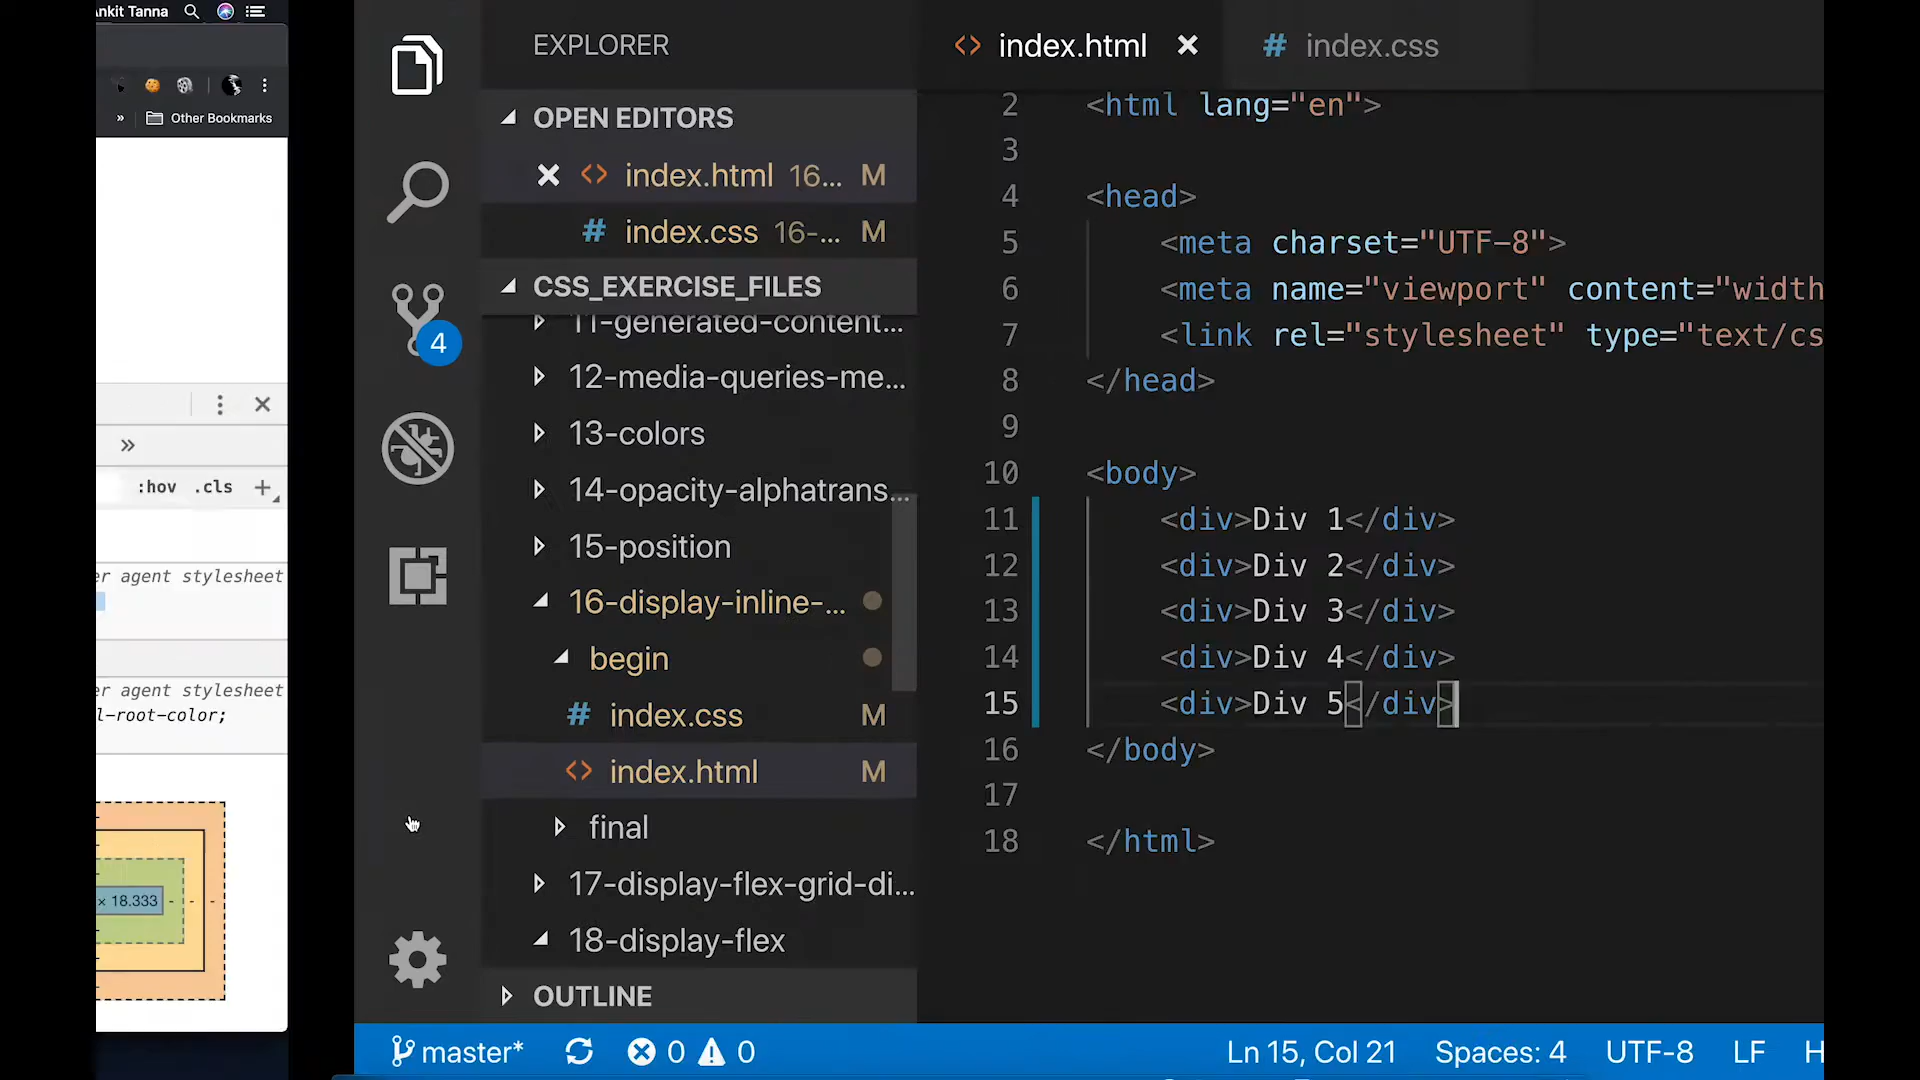 Ankit Tanna
» Other Bookmarks
»
:hov .cls +
er agent stylesheet
er agent stylesheet
l-root-color;
× 18.333 - - -
EXPLORER
OPEN EDITORS
index.html 16... M
# index.css 16-... M
CSS_EXERCISE_FILES
11-generated-content...
12-media-queries-me...
13-colors
14-opacity-alphatrans...
15-position
16-display-inline-...
begin
# index.css M
<> index.html M
final
17-display-flex-grid-di...
18-display-flex
OUTLINE
4
<> index.html ×
# index.css
2 <html lang="en">
3
4 <head>
5 <meta charset="UTF-8">
6 <meta name="viewport" content="width
7 <link rel="stylesheet" type="text/cs
8 </head>
9
10 <body>
11 <div>Div 1</div>
12 <div>Div 2</div>
13 <div>Div 3</div>
14 <div>Div 4</div>
15 <div>Div 5</div>
16 </body>
17
18 </html>
master* 0 0 Ln 15, Col 21 Spaces: 4 UTF-8 LF H